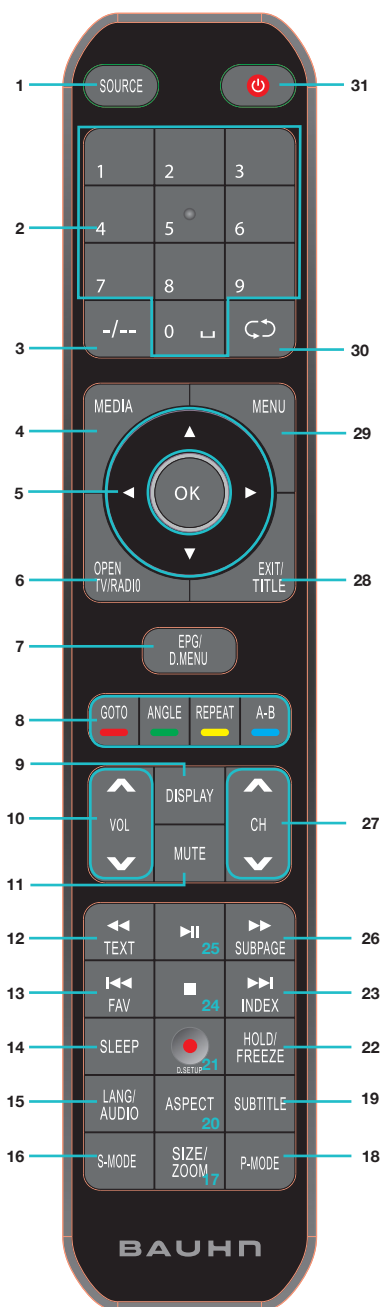 1 SOURCE 31
1 2 3
2 4 5 6
7 8 9
3 -/-- 0 ␣ 30
4 MEDIA MENU 29
5 OK
6 OPEN TV/RADIO EXIT/ TITLE 28
7 EPG/ D.MENU
8 GOTO ANGLE REPEAT A-B
9 DISPLAY
10 VOL CH 27
11 MUTE
12 TEXT 25 SUBPAGE 26
13 FAV 24 INDEX 23
14 SLEEP D.SETUP 21 HOLD/ FREEZE 22
15 LANG/ AUDIO ASPECT 20 SUBTITLE 19
16 S-MODE SIZE/ ZOOM 17 P-MODE 18
BAUHN